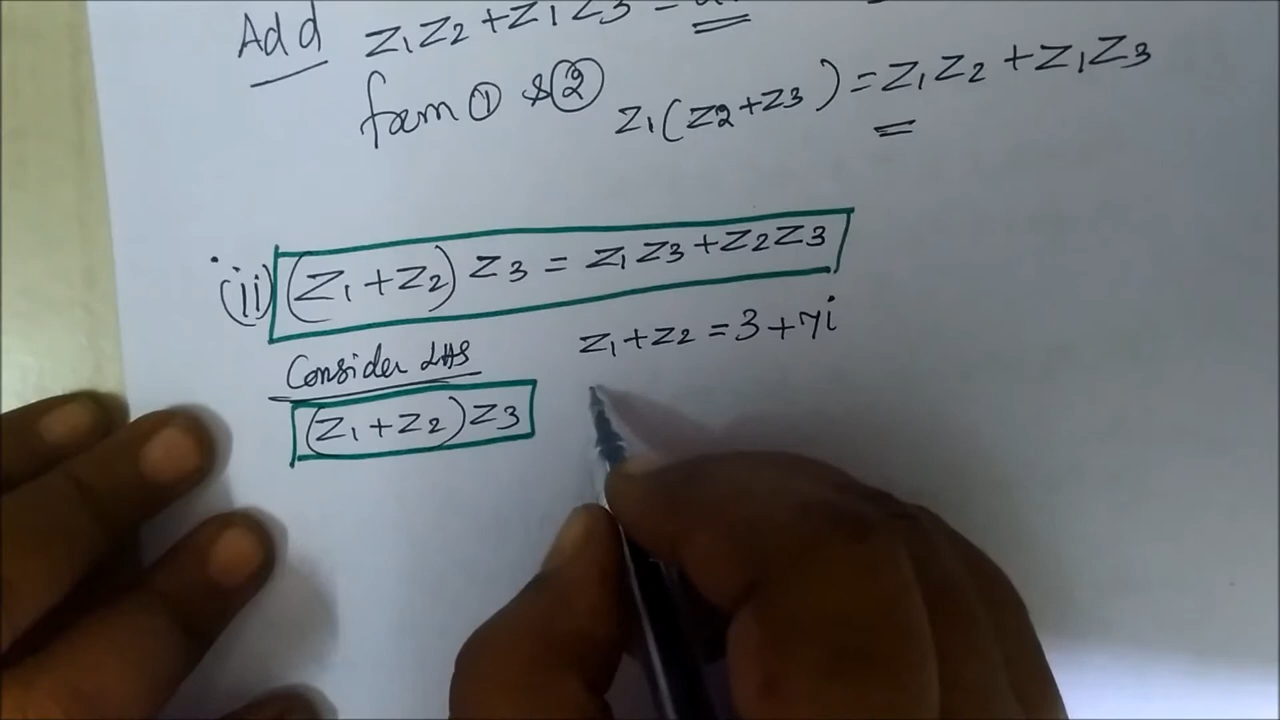 Add z₁z₂ + z₁z₃ =
from ① & ② z₁(z₂+z₃) = z₁z₂ + z₁z₃
(ii) (z₁+z₂) z₃ = z₁z₃ + z₂z₃
Consider LHS z₁+z₂ = 3+7i
(z₁+z₂)z₃